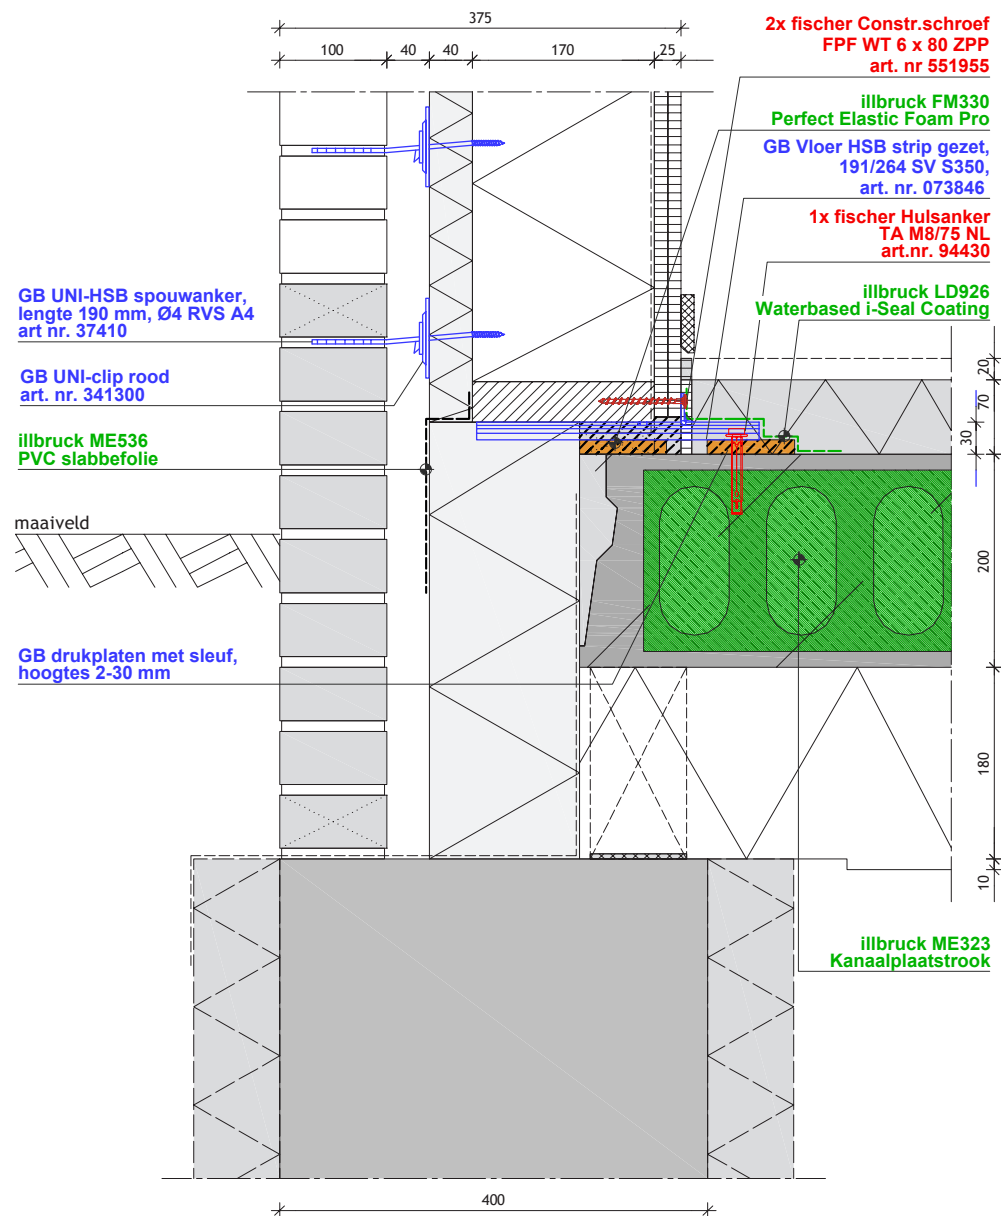 375
100
40
40
170
25
2x fischer Constr.schroef
FPF WT 6 x 80 ZPP
art. nr 551955
illbruck FM330
Perfect Elastic Foam Pro
GB Vloer HSB strip gezet,
191/264 SV S350,
art. nr. 073846
1x fischer Hulsanker
TA M8/75 NL
art.nr. 94430
illbruck LD926
Waterbased i-Seal Coating
GB UNI-HSB spouwanker,
lengte 190 mm, Ø4 RVS A4
art nr. 37410
GB UNI-clip rood
art. nr. 341300
illbruck ME536
PVC slabbefolie
maaiveld
GB drukplaten met sleuf,
hoogtes 2-30 mm
20
70
30
200
180
10
illbruck ME323
Kanaalplaatstrook
400